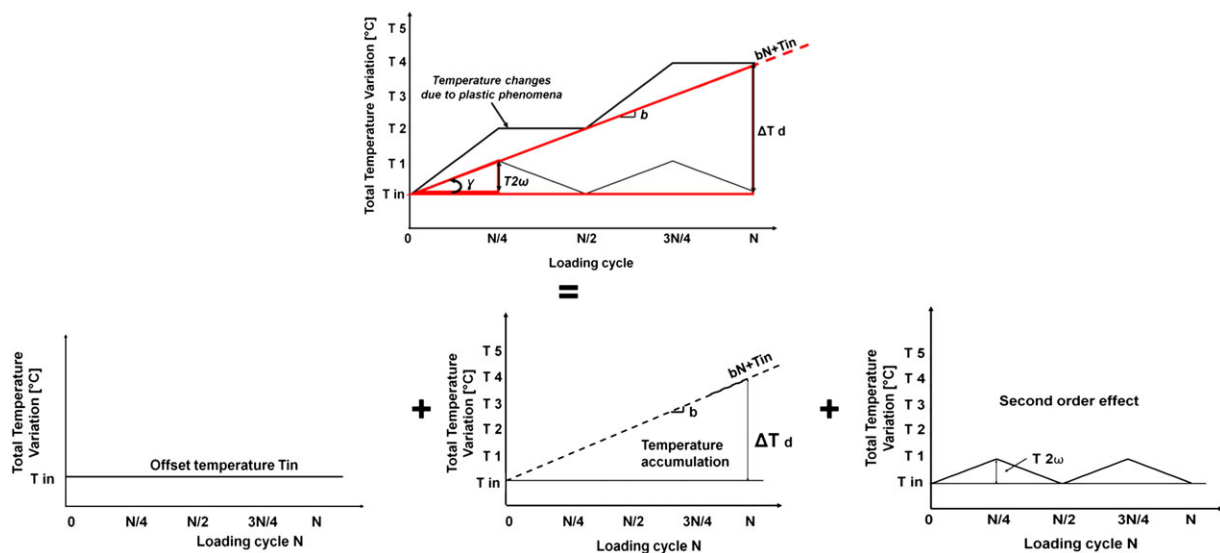 Total Temperature Variation [°C]
T 5
T 4
T 3
T 2
T 1
T in
Temperature changes
due to plastic phenomena
bN+Tin
b
ΔT d
γ
T2ω
0
N/4
N/2
3N/4
N
Loading cycle
=
Total Temperature
Variation [°C]
T in
Offset temperature Tin
0
N/4
N/2
3N/4
N
Loading cycle N
+
Total Temperature
Variation [°C]
T 5
T 4
T 3
T 2
T 1
T in
bN+Tin
b
Temperature
accumulation
ΔT d
0
N/4
N/2
3N/4
N
Loading cycle N
+
Total Temperature
Variation [°C]
T 5
T 4
T 3
T 2
T 1
T in
Second order effect
T 2ω
0
N/4
N/2
3N/4
N
Loading cycle N